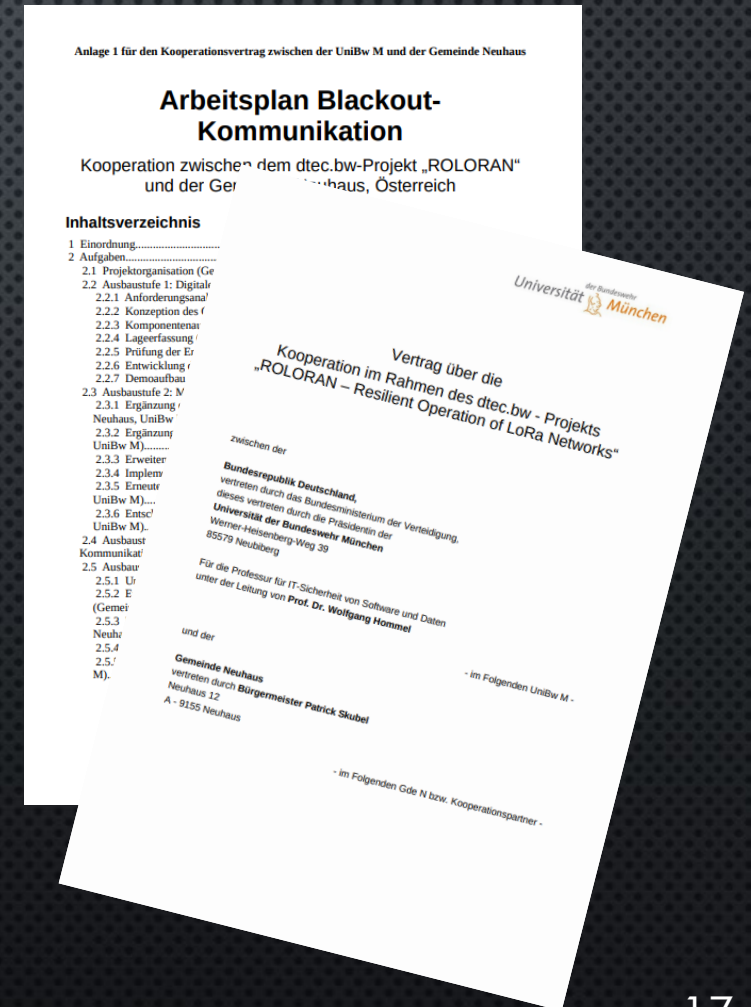 Anlage 1 für den Kooperationsvertrag zwischen der UniBw M und der Gemeinde Neuhaus
Arbeitsplan Blackout-
Kommunikation
Kooperation zwischen dem dtec.bw-Projekt „ROLORAN“
und der Neuhaus, Österreich
Inhaltsverzeichnis
1 Einordnung............................
2 Aufgaben...............................
2.1 Projektorganisation (Ge
2.2 Ausbaustufe 1: Digitale
2.2.1 Anforderungsanal
2.2.2 Konzeption des
2.2.3 Komponentenau
2.2.4 Lageerfassung
2.2.5 Prüfung der Er
2.2.6 Entwicklung
2.2.7 Demoaufbau
2.3 Ausbaustufe 2: M
2.3.1 Ergänzung
Neuhaus, UniBw
2.3.2 Ergänzung
UniBw M).........
2.3.3 Erweiter
2.3.4 Implem
2.3.5 Erneute
UniBw M)....
2.3.6 Entsc
UniBw M)..
2.4 Ausbaust
Kommunikat
2.5 Ausbau
2.5.1 U
2.5.2 E
(Gemei
2.5.3
Neuha
2.5.4
2.5.
M).
Universität der Bundeswehr München
Vertrag über die
Kooperation im Rahmen des dtec.bw - Projekts
„ROLORAN – Resilient Operation of LoRa Networks“
zwischen der
Bundesrepublik Deutschland,
vertreten durch das Bundesministerium der Verteidigung,
dieses vertreten durch die Präsidentin der
Universität der Bundeswehr München
Werner-Heisenberg-Weg 39
85579 Neubiberg
Für die Professur für IT-Sicherheit von Software und Daten
unter der Leitung von Prof. Dr. Wolfgang Hommel
- im Folgenden UniBw M -
und der
Gemeinde Neuhaus
vertreten durch Bürgermeister Patrick Skubel
Neuhaus 12
A - 9155 Neuhaus
- im Folgenden Gde N bzw. Kooperationspartner -
17